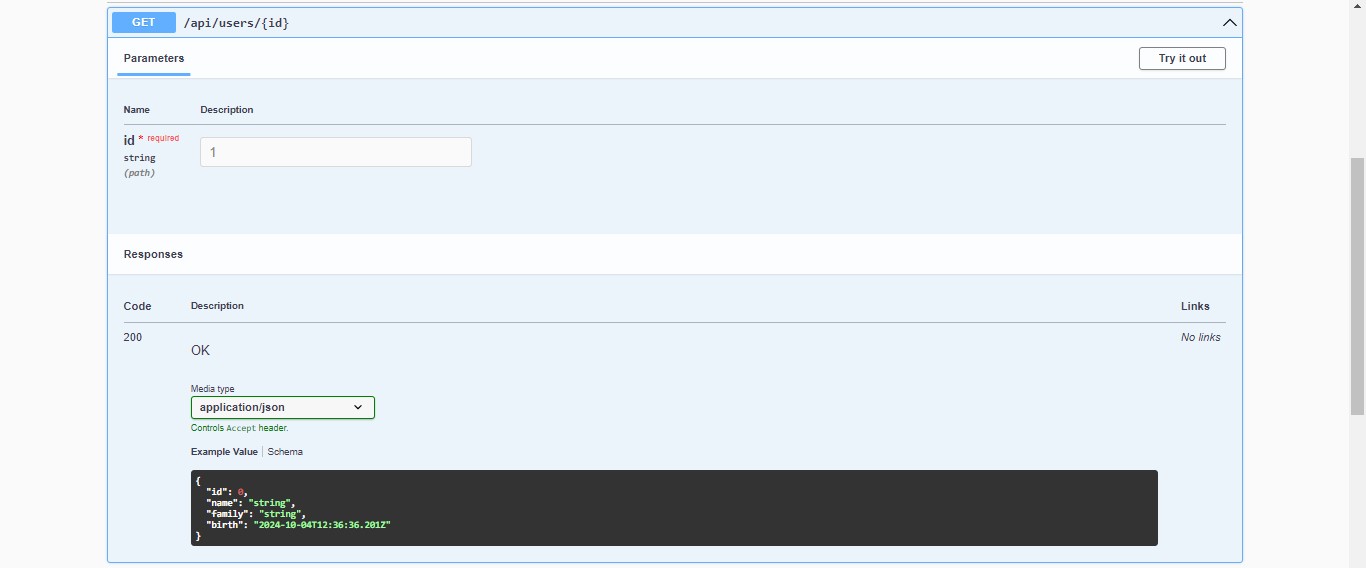 GET /api/users/{id}
Parameters
Try it out
Name Description
id * required
string
(path)
1
Responses
Code Description Links
200
OK
No links
Media type
application/json
Controls Accept header.
Example Value Schema
{
"id": 0,
"name": "string",
"family": "string",
"birth": "2024-10-04T12:36:36.201Z"
}